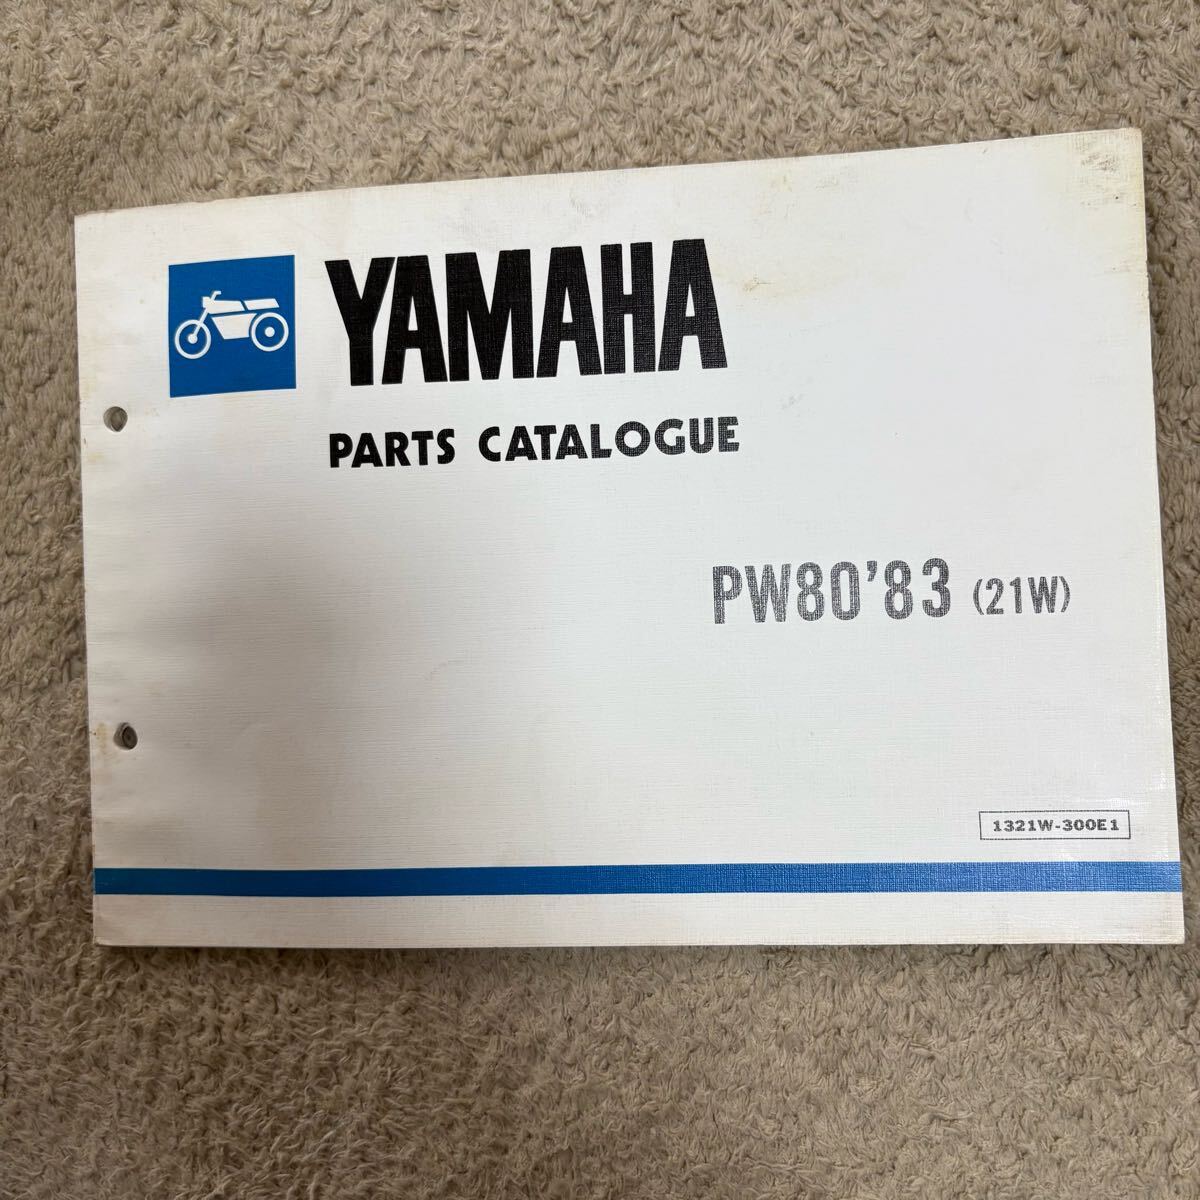 YAMAHA
PARTS CATALOGUE
PW80'83 (21W)
1321W-300E1